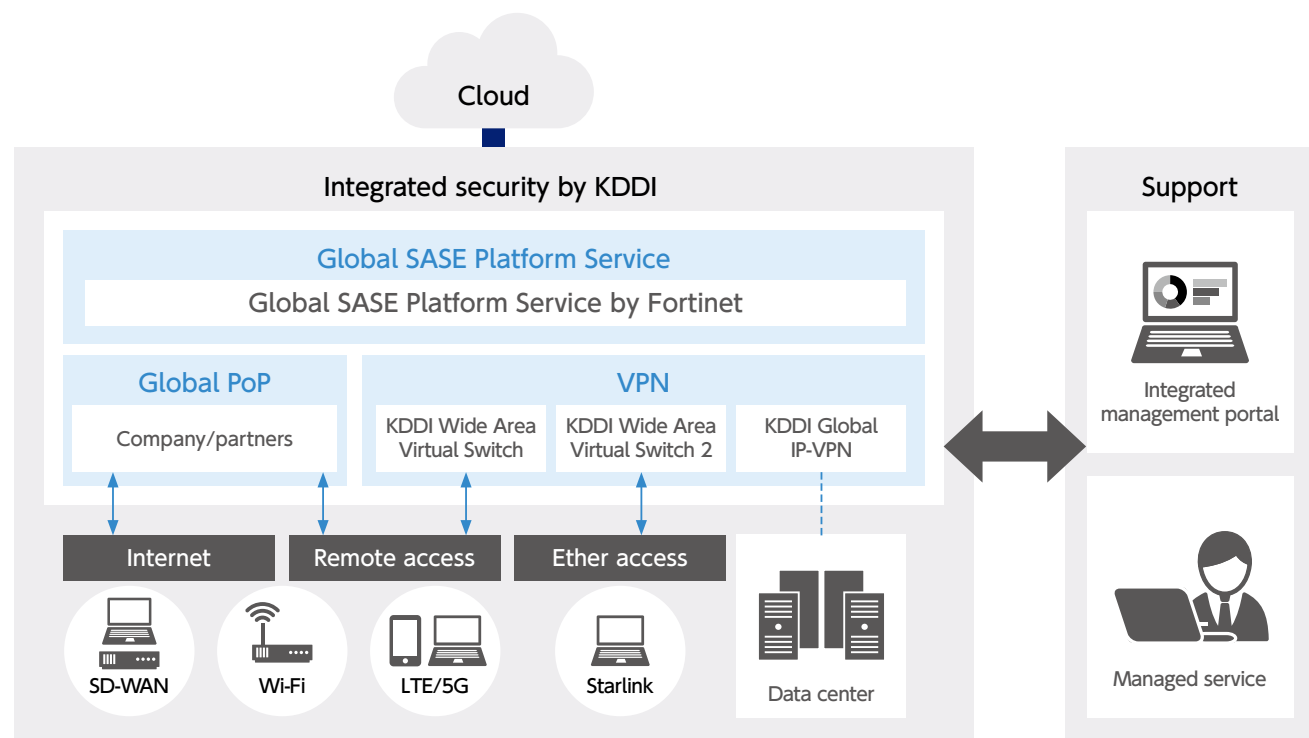 Cloud
Integrated security by KDDI
Global SASE Platform Service
Global SASE Platform Service by Fortinet
Global PoP
Company/partners
VPN
KDDI Wide Area
Virtual Switch
KDDI Wide Area
Virtual Switch 2
KDDI Global
IP-VPN
Internet
Remote access
Ether access
SD-WAN
Wi-Fi
LTE/5G
Starlink
Data center
Support
Integrated
management portal
Managed service